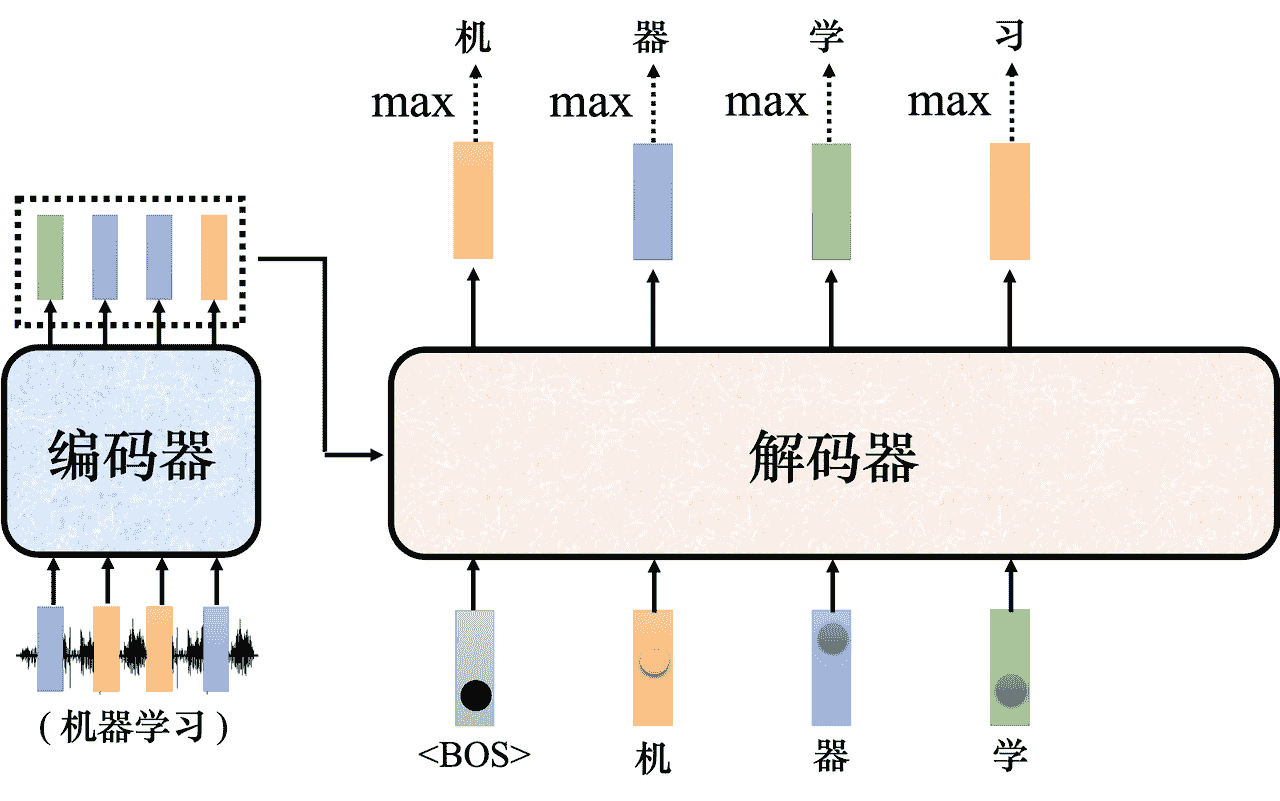 机 器 学 习
max max max max
编码器
解码器
(机器学习)
<BOS> 机 器 学